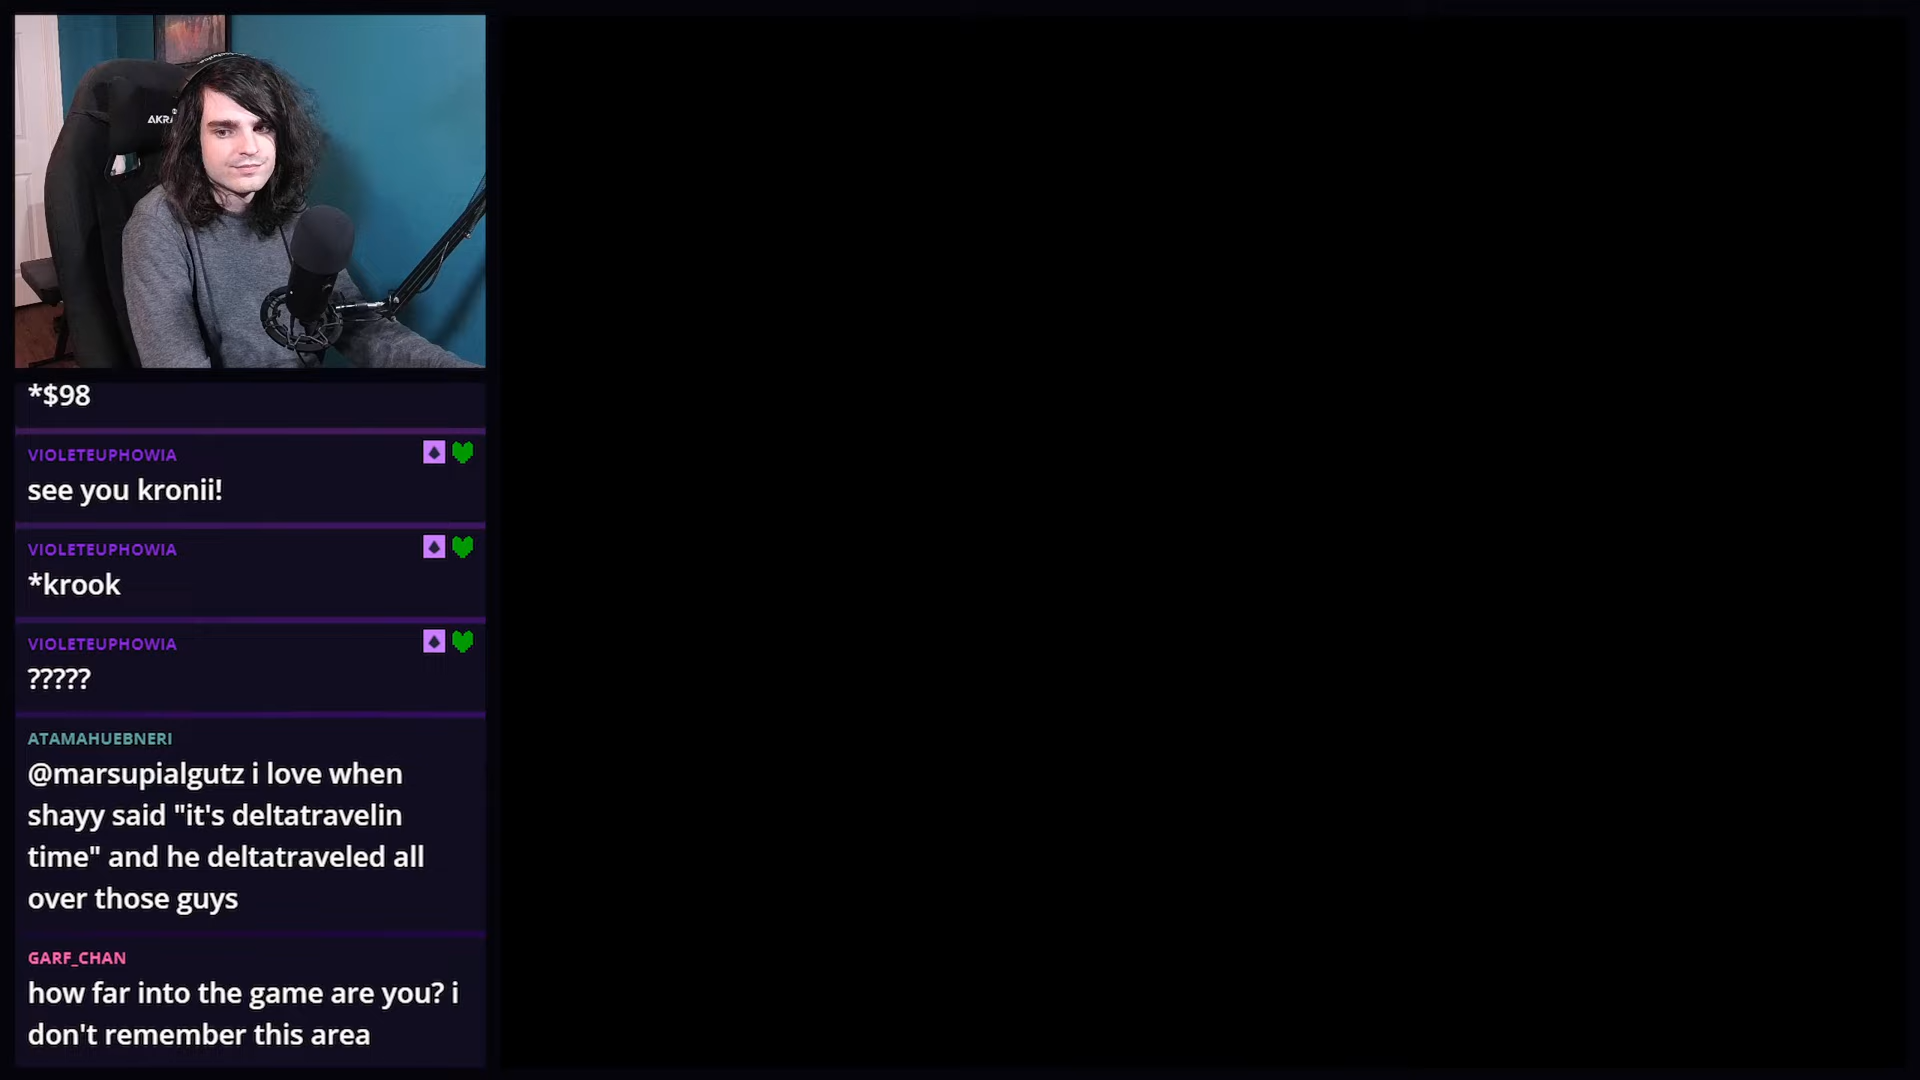 *$98
VIOLETEUPHOWIA
see you kronii!
VIOLETEUPHOWIA
*krook
VIOLETEUPHOWIA
?????
ATAMAHUEBNERI
@marsupialgutz i love when
shayy said "it's deltatravelin
time" and he deltatraveled all
over those guys
GARF_CHAN
how far into the game are you? i
don't remember this area